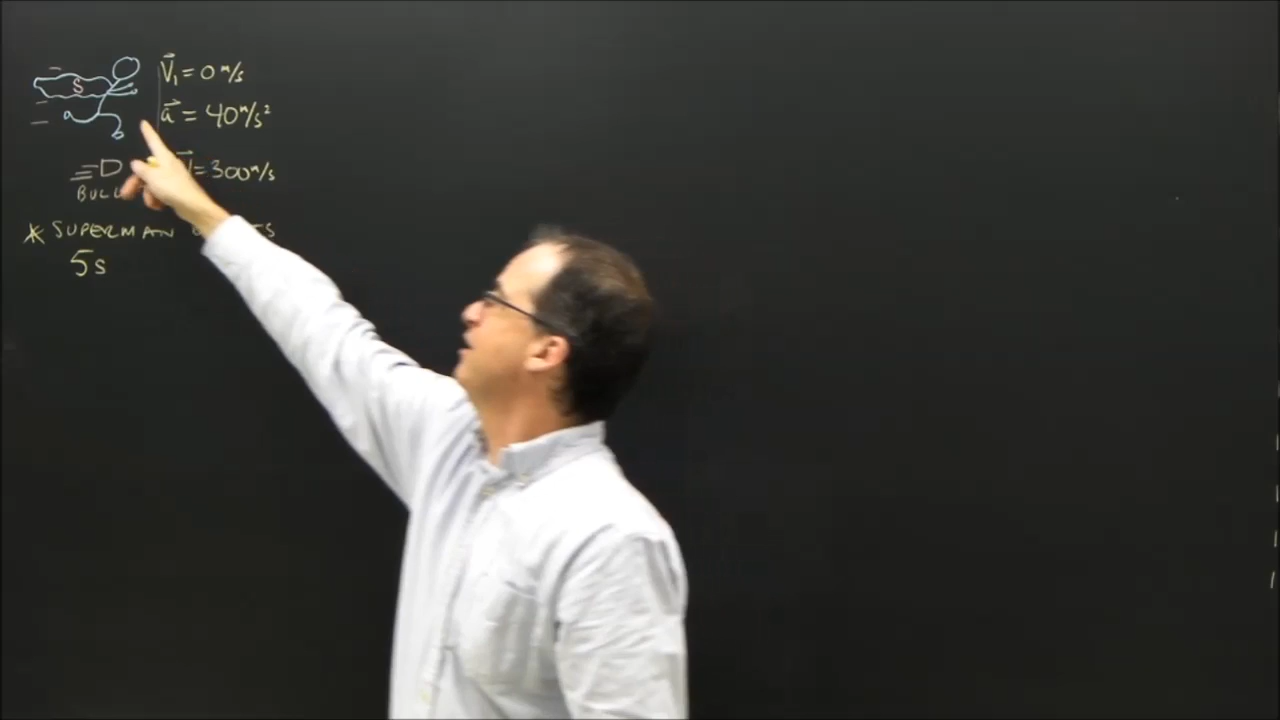 S
V⃗₁ = 0 m/s
a⃗ = 40 m/s²
= 300 m/s
* SUPERMAN
5s